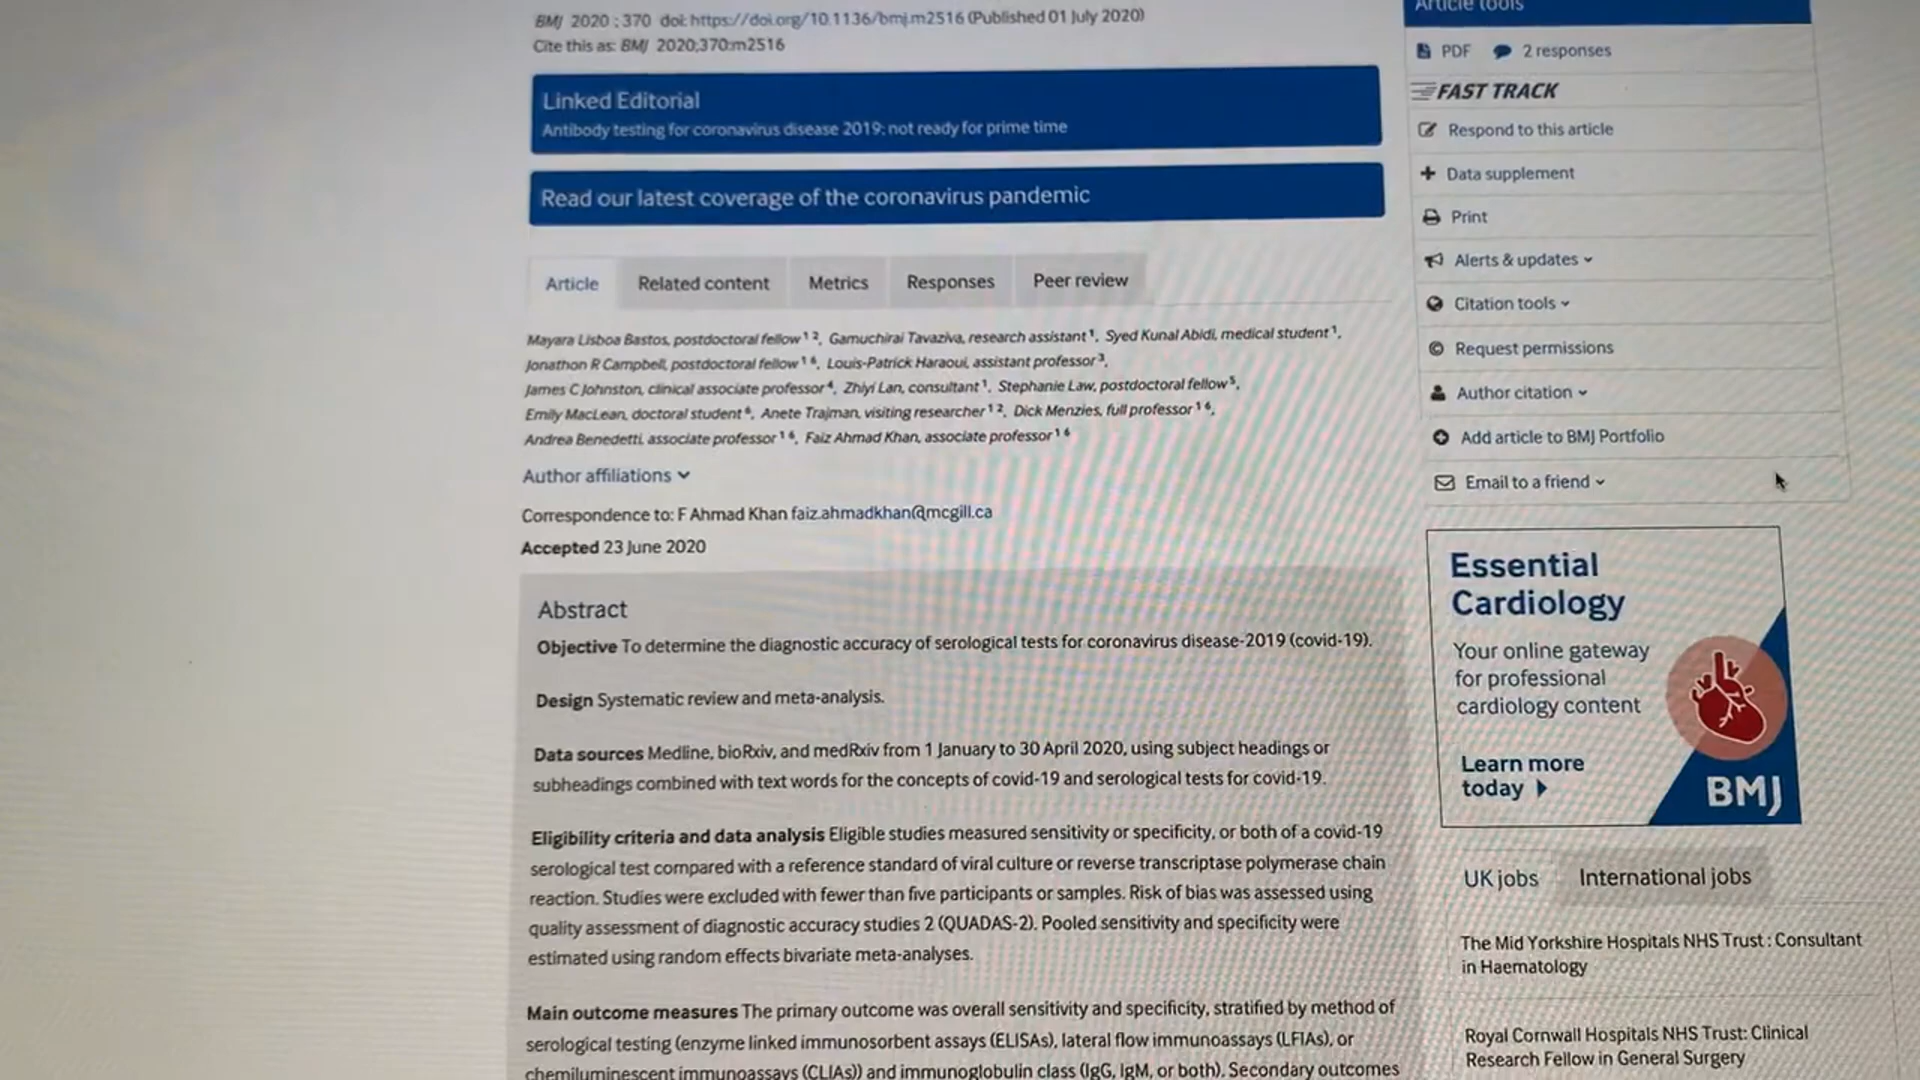 BMJ 2020 ; 370 doi: https://doi.org/10.1136/bmj.m2516 (Published 01 July 2020)
Cite this as: BMJ 2020;370:m2516
Linked Editorial
Antibody testing for coronavirus disease 2019: not ready for prime time
Read our latest coverage of the coronavirus pandemic
Article Related content Metrics Responses Peer review
Mayara Lisboa Bastos, postdoctoral fellow 1 2, Gamuchirai Tavaziva, research assistant 1, Syed Kunal Abidi, medical student 1,
Jonathon R Campbell, postdoctoral fellow 1 6, Louis-Patrick Haraoui, assistant professor 3,
James C Johnston, clinical associate professor 4, Zhiyi Lan, consultant 1, Stephanie Law, postdoctoral fellow 5,
Emily MacLean, doctoral student 6, Anete Trajman, visiting researcher 1 2, Dick Menzies, full professor 1 6,
Andrea Benedetti, associate professor 1 6, Faiz Ahmad Khan, associate professor 1 6
Author affiliations
Correspondence to: F Ahmad Khan faiz.ahmadkhan@mcgill.ca
Accepted 23 June 2020
Abstract
Objective To determine the diagnostic accuracy of serological tests for coronavirus disease-2019 (covid-19).
Design Systematic review and meta-analysis.
Data sources Medline, bioRxiv, and medRxiv from 1 January to 30 April 2020, using subject headings or
subheadings combined with text words for the concepts of covid-19 and serological tests for covid-19.
Eligibility criteria and data analysis Eligible studies measured sensitivity or specificity, or both of a covid-19
serological test compared with a reference standard of viral culture or reverse transcriptase polymerase chain
reaction. Studies were excluded with fewer than five participants or samples. Risk of bias was assessed using
quality assessment of diagnostic accuracy studies 2 (QUADAS-2). Pooled sensitivity and specificity were
estimated using random effects bivariate meta-analyses.
Main outcome measures The primary outcome was overall sensitivity and specificity, stratified by method of
serological testing (enzyme linked immunosorbent assays (ELISAs), lateral flow immunoassays (LFIAs), or
chemiluminescent immunoassays (CLIAs)) and immunoglobulin class (IgG, IgM, or both). Secondary outcomes
Article tools
PDF 2 responses
FAST TRACK
Respond to this article
Data supplement
Print
Alerts & updates
Citation tools
Request permissions
Author citation
Add article to BMJ Portfolio
Email to a friend
Essential
Cardiology
Your online gateway
for professional
cardiology content
Learn more
today
BMJ
UK jobs International jobs
The Mid Yorkshire Hospitals NHS Trust : Consultant
in Haematology
Royal Cornwall Hospitals NHS Trust: Clinical
Research Fellow in General Surgery